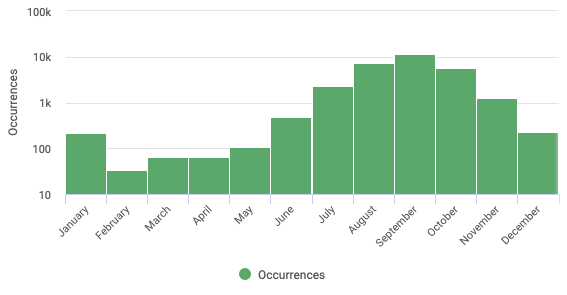 100k
10k
1k
100
10
Occurrences
January
February
March
April
May
June
July
August
September
October
November
December
Occurrences